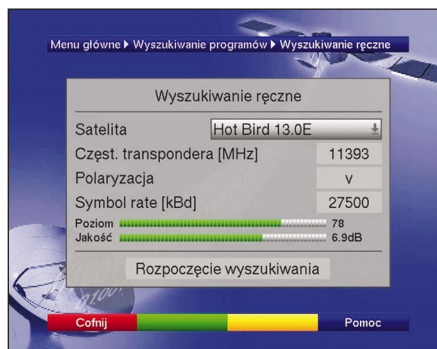 Menu główne ▶ Wyszukiwanie programów ▶ Wyszukiwanie ręczne
Wyszukiwanie ręczne
Satelita Hot Bird 13.0E
Częst. transpondera [MHz] 11393
Polaryzacja v
Symbol rate [kBd] 27500
Poziom 78
Jakość 6.9dB
Rozpoczęcie wyszukiwania
Cofnij Pomoc